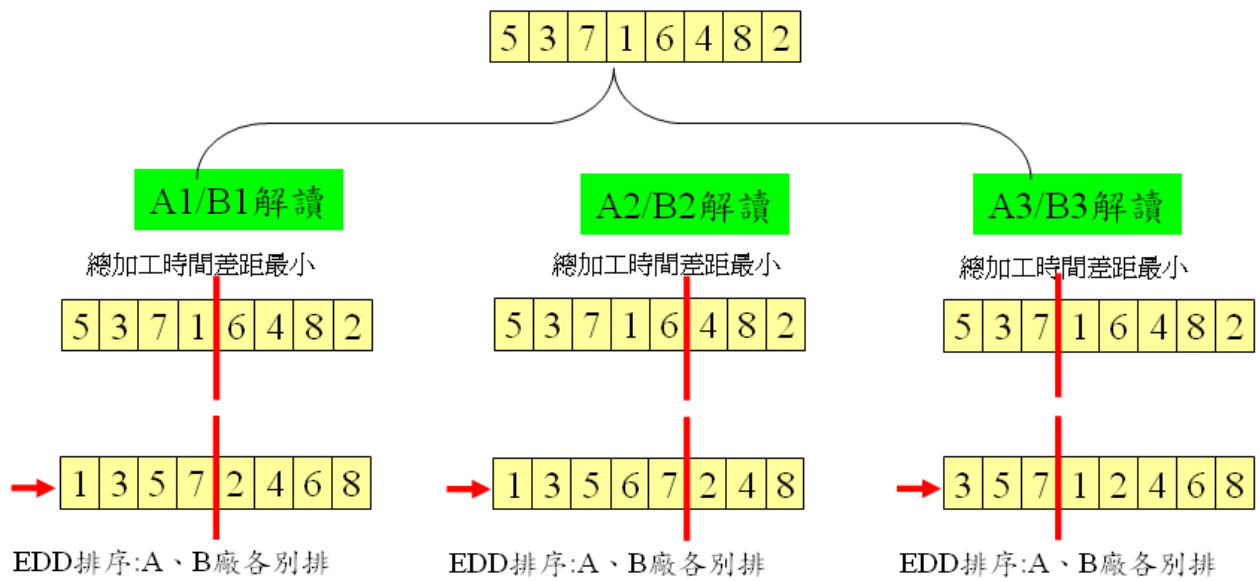 5 3 7 1 6 4 8 2
A1/B1解讀
A2/B2解讀
A3/B3解讀
總加工時間差距最小
總加工時間差距最小
總加工時間差距最小
5 3 7 1 6 4 8 2
5 3 7 1 6 4 8 2
5 3 7 1 6 4 8 2
1 3 5 7 2 4 6 8
1 3 5 6 7 2 4 8
3 5 7 1 2 4 6 8
EDD排序:A、B廠各別排
EDD排序:A、B廠各別排
EDD排序:A、B廠各別排